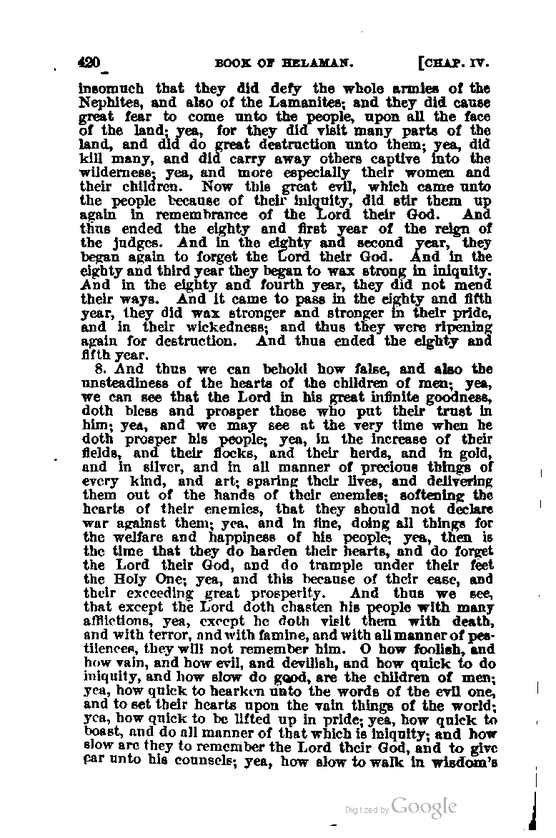 420 BOOK OF HELAMAN. [CHAP. IV.
insomuch that they did defy the whole armies of the
Nephites, and also of the Lamanites; and they did cause
great fear to come unto the people, upon all the face
of the land; yea, for they did visit many parts of the
land, and did do great destruction unto them; yea, did
kill many, and did carry away others captive into the
wilderness; yea, and more especially their women and
their children. Now this great evil, which came unto
the people because of their iniquity, did stir them up
again in remembrance of the Lord their God. And
thus ended the eighty and first year of the reign of
the judges. And in the eighty and second year, they
began again to forget the Lord their God. And in the
eighty and third year they began to wax strong in iniquity.
And in the eighty and fourth year, they did not mend
their ways. And it came to pass in the eighty and fifth
year, they did wax stronger and stronger in their pride,
and in their wickedness; and thus they were ripening
again for destruction. And thus ended the eighty and
fifth year.
8. And thus we can behold how false, and also the
unsteadiness of the hearts of the children of men; yea,
we can see that the Lord in his great infinite goodness,
doth bless and prosper those who put their trust in
him; yea, and we may see at the very time when he
doth prosper his people; yea, in the increase of their
fields, and their flocks, and their herds, and in gold,
and in silver, and in all manner of precious things of
every kind, and art; sparing their lives, and delivering
them out of the hands of their enemies; softening the
hearts of their enemies, that they should not declare
war against them; yea, and in fine, doing all things for
the welfare and happiness of his people; yea, then is
the time that they do harden their hearts, and do forget
the Lord their God, and do trample under their feet
the Holy One; yea, and this because of their ease, and
their exceeding great prosperity. And thus we see,
that except the Lord doth chasten his people with many
afflictions, yea, except he doth visit them with death,
and with terror, and with famine, and with all manner of pes-
tilences, they will not remember him. O how foolish, and
how vain, and how evil, and devilish, and how quick to do
iniquity, and how slow do good, are the children of men;
yea, how quick to hearken unto the words of the evil one,
and to set their hearts upon the vain things of the world;
yea, how quick to be lifted up in pride; yea, how quick to
boast, and do all manner of that which is iniquity; and how
slow are they to remember the Lord their God, and to give
ear unto his counsels; yea, how slow to walk in wisdom's
Digitized by Google